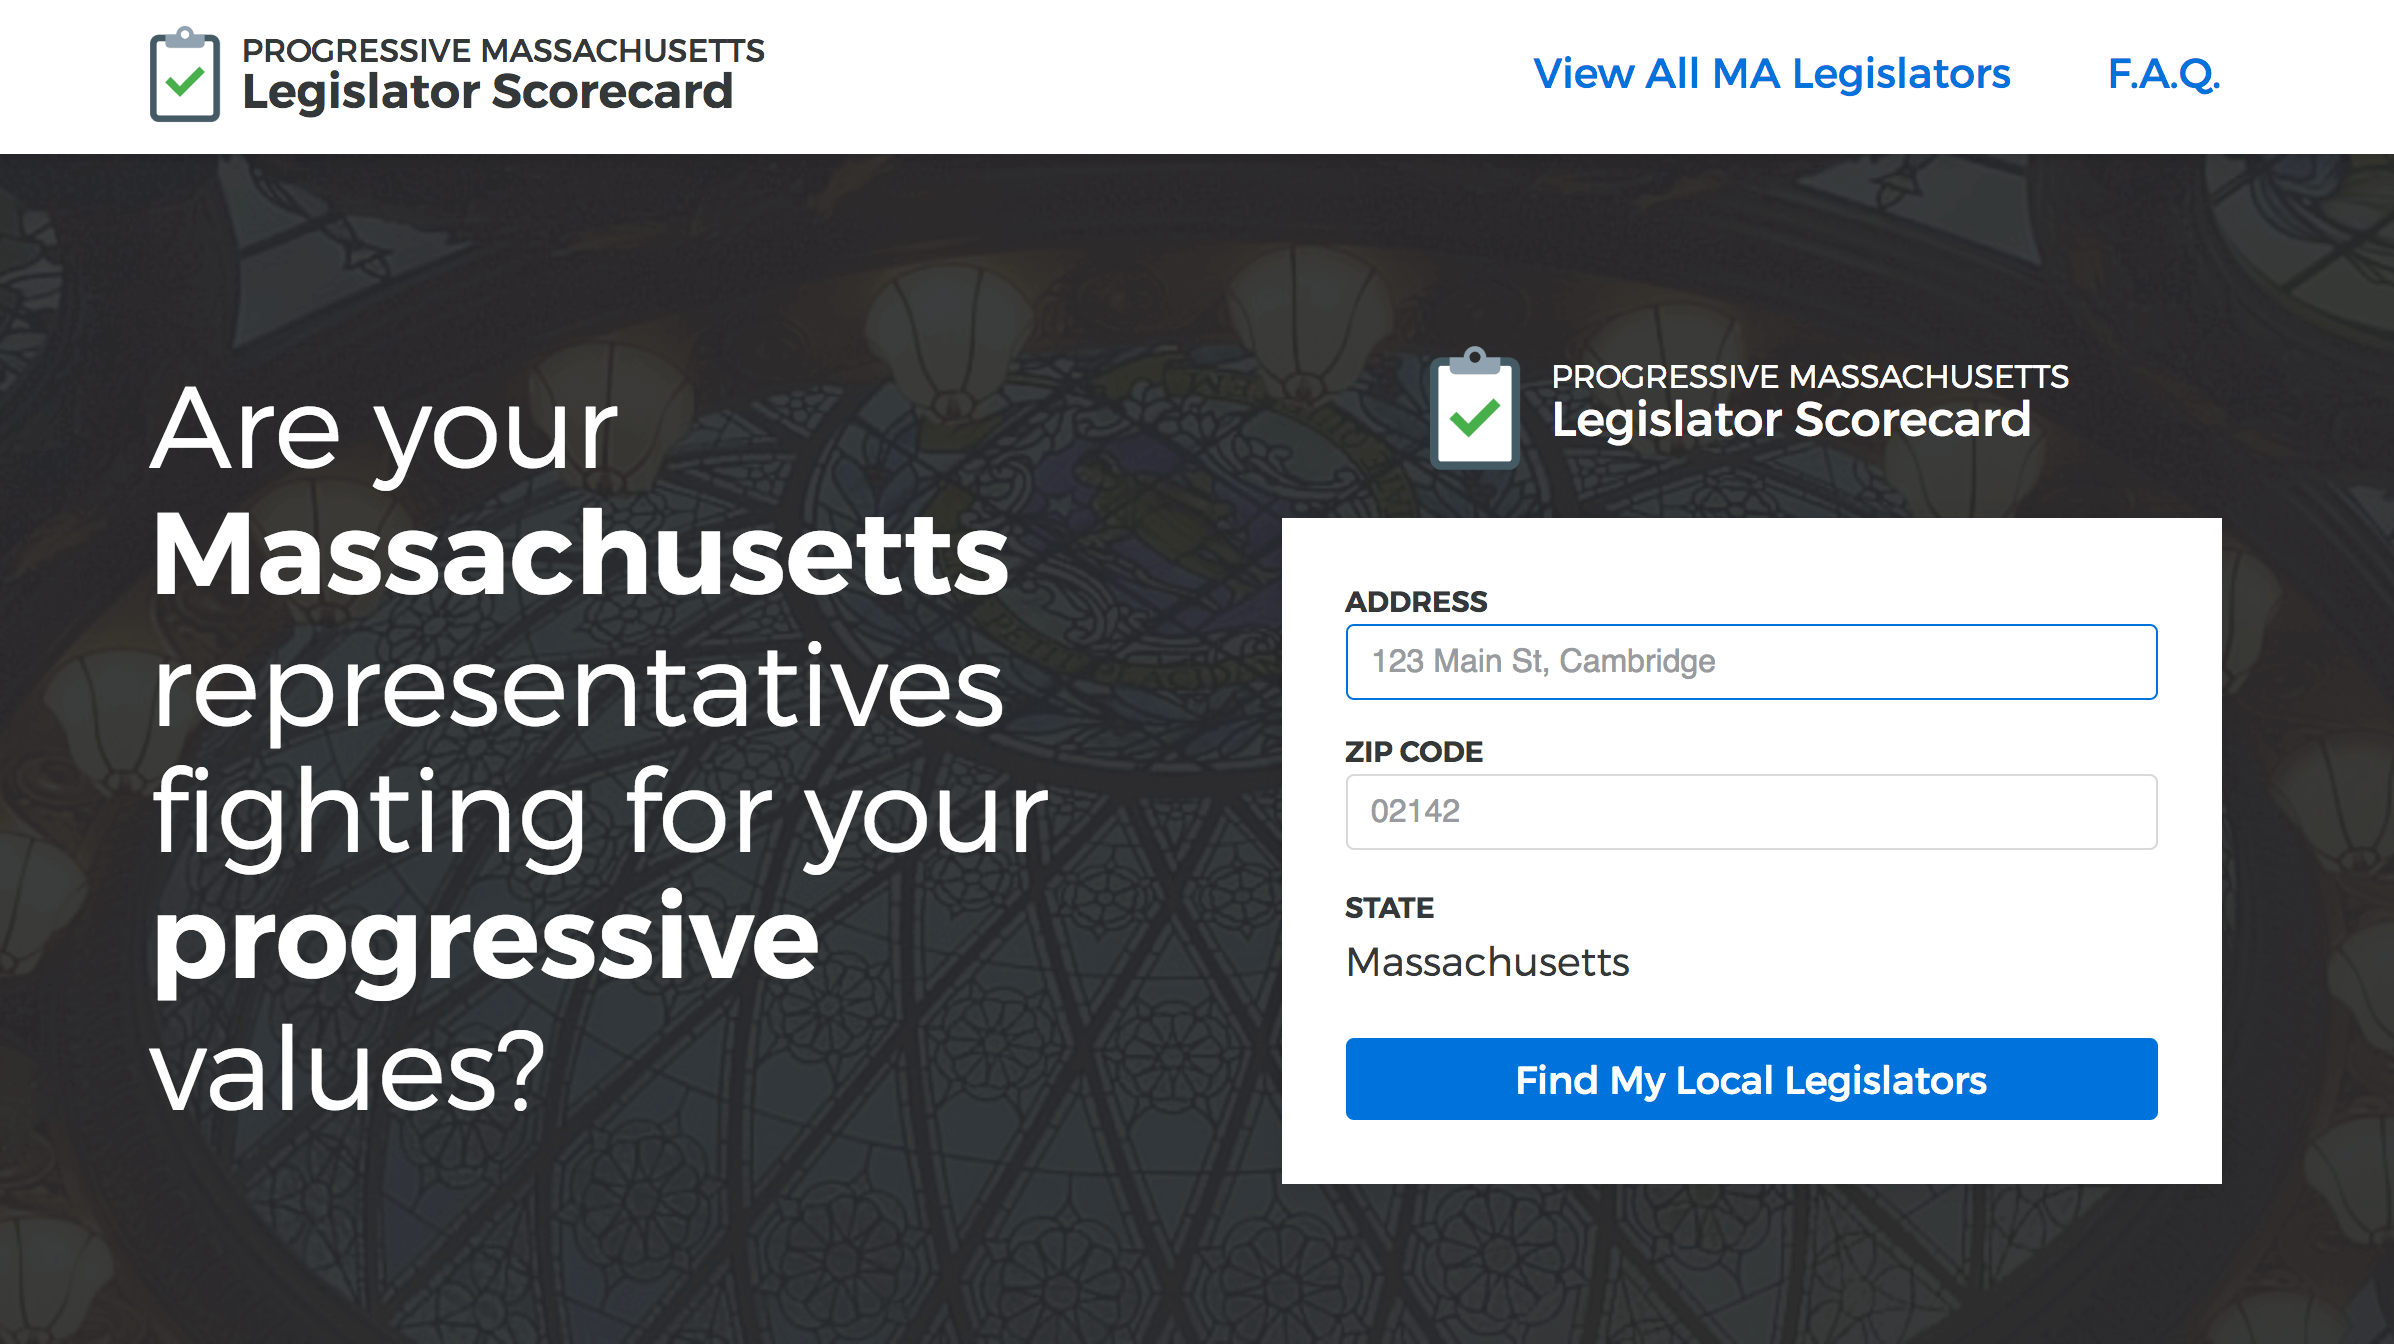 PROGRESSIVE MASSACHUSETTS
Legislator Scorecard
View All MA Legislators
F.A.Q.
Are your
Massachusetts
representatives
fighting for your
progressive
values?
PROGRESSIVE MASSACHUSETTS
Legislator Scorecard
ADDRESS
123 Main St, Cambridge
ZIP CODE
02142
STATE
Massachusetts
Find My Local Legislators